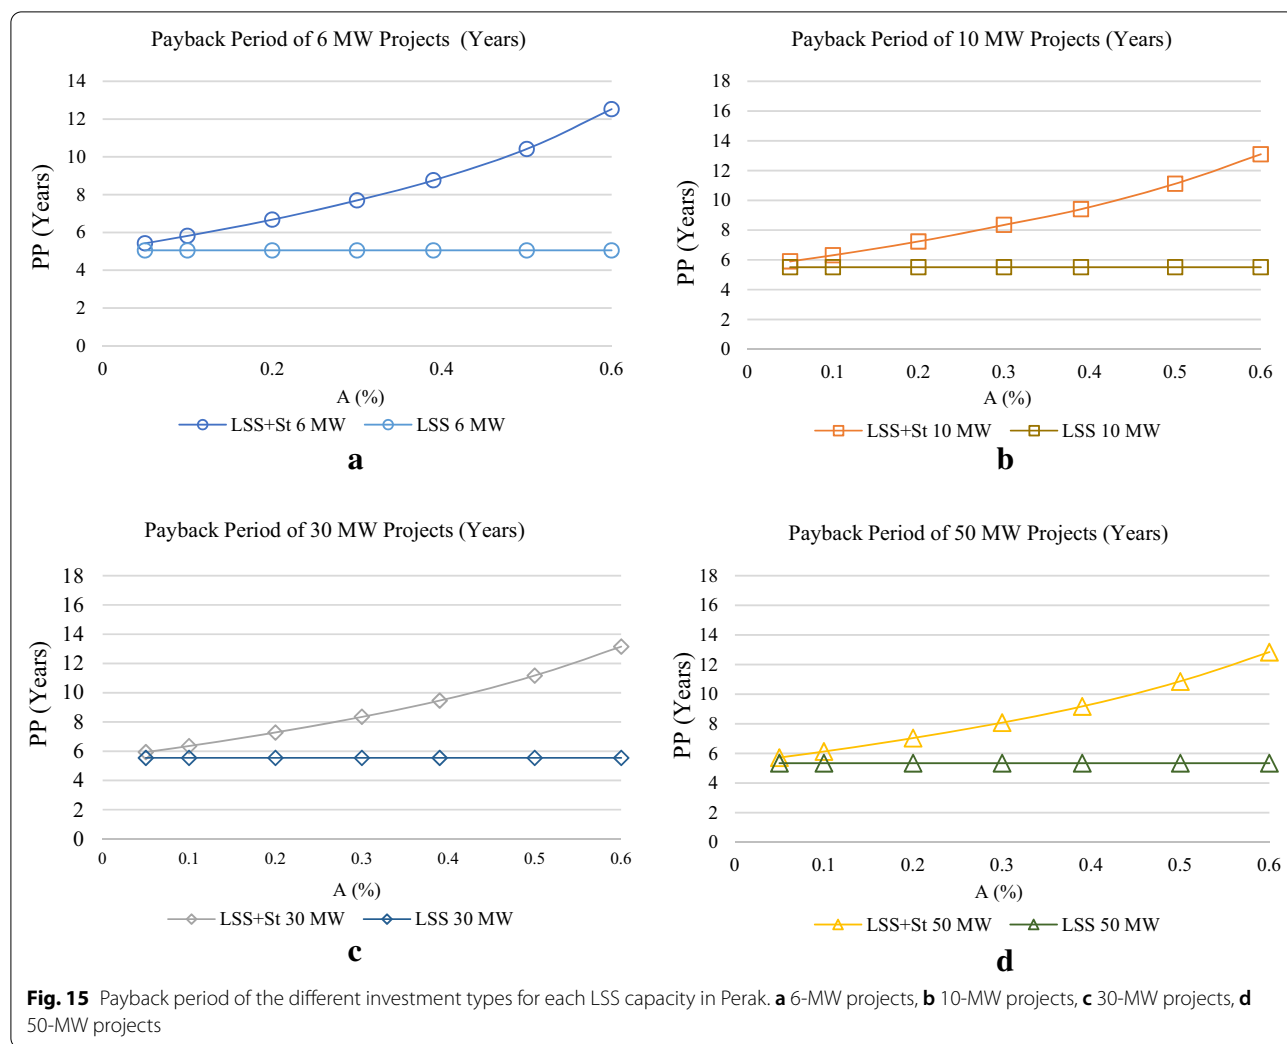 Payback Period of 6 MW Projects (Years)
14
12
10
8
6
4
2
0
PP (Years)
0 0.2 0.4 0.6
A (%)
LSS+St 6 MW LSS 6 MW
a
Payback Period of 10 MW Projects (Years)
18
16
14
12
10
8
6
4
2
0
PP (Years)
0 0.1 0.2 0.3 0.4 0.5 0.6
A (%)
LSS+St 10 MW LSS 10 MW
b
Payback Period of 30 MW Projects (Years)
18
16
14
12
10
8
6
4
2
0
PP (Years)
0 0.1 0.2 0.3 0.4 0.5 0.6
A (%)
LSS+St 30 MW LSS 30 MW
c
Payback Period of 50 MW Projects (Years)
18
16
14
12
10
8
6
4
2
0
PP (Years)
0 0.1 0.2 0.3 0.4 0.5 0.6
A (%)
LSS+St 50 MW LSS 50 MW
d
Fig. 15 Payback period of the different investment types for each LSS capacity in Perak. a 6-MW projects, b 10-MW projects, c 30-MW projects, d
50-MW projects